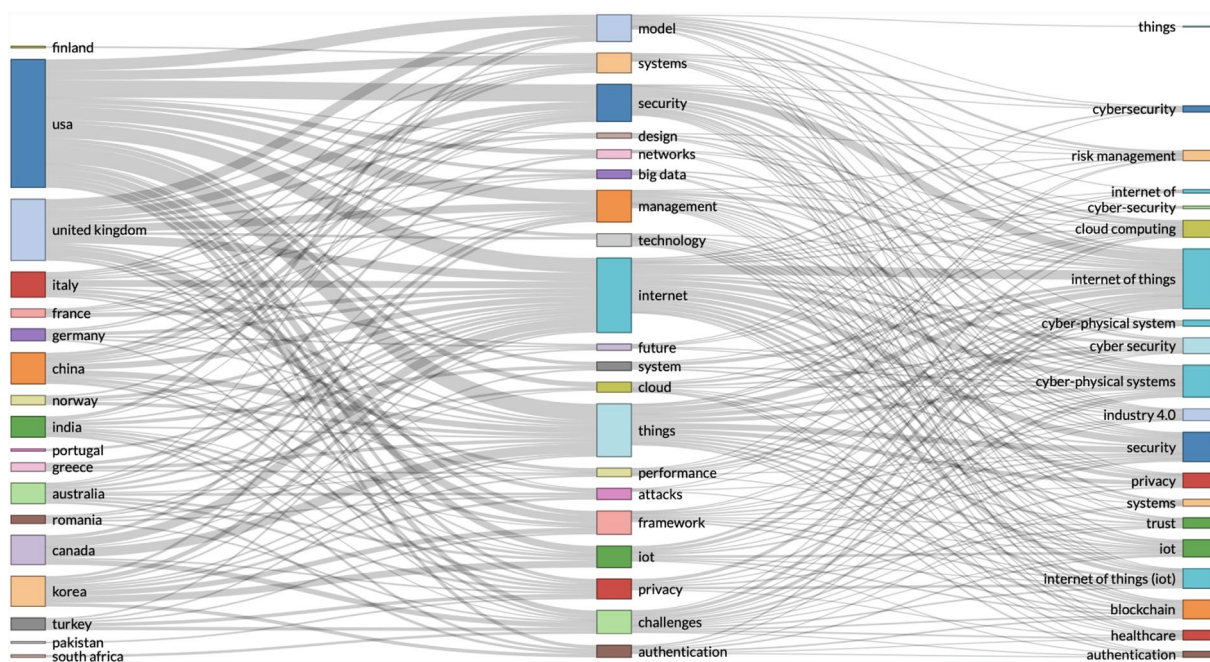 finland
usa
united kingdom
italy
france
germany
china
norway
india
portugal
greece
australia
romania
canada
korea
turkey
pakistan
south africa
model
systems
security
design
networks
big data
management
technology
internet
future
system
cloud
things
performance
attacks
framework
iot
privacy
challenges
authentication
things
cybersecurity
risk management
internet of
cyber-security
cloud computing
internet of things
cyber-physical system
cyber security
cyber-physical systems
industry 4.0
security
privacy
systems
trust
iot
internet of things (iot)
blockchain
healthcare
authentication